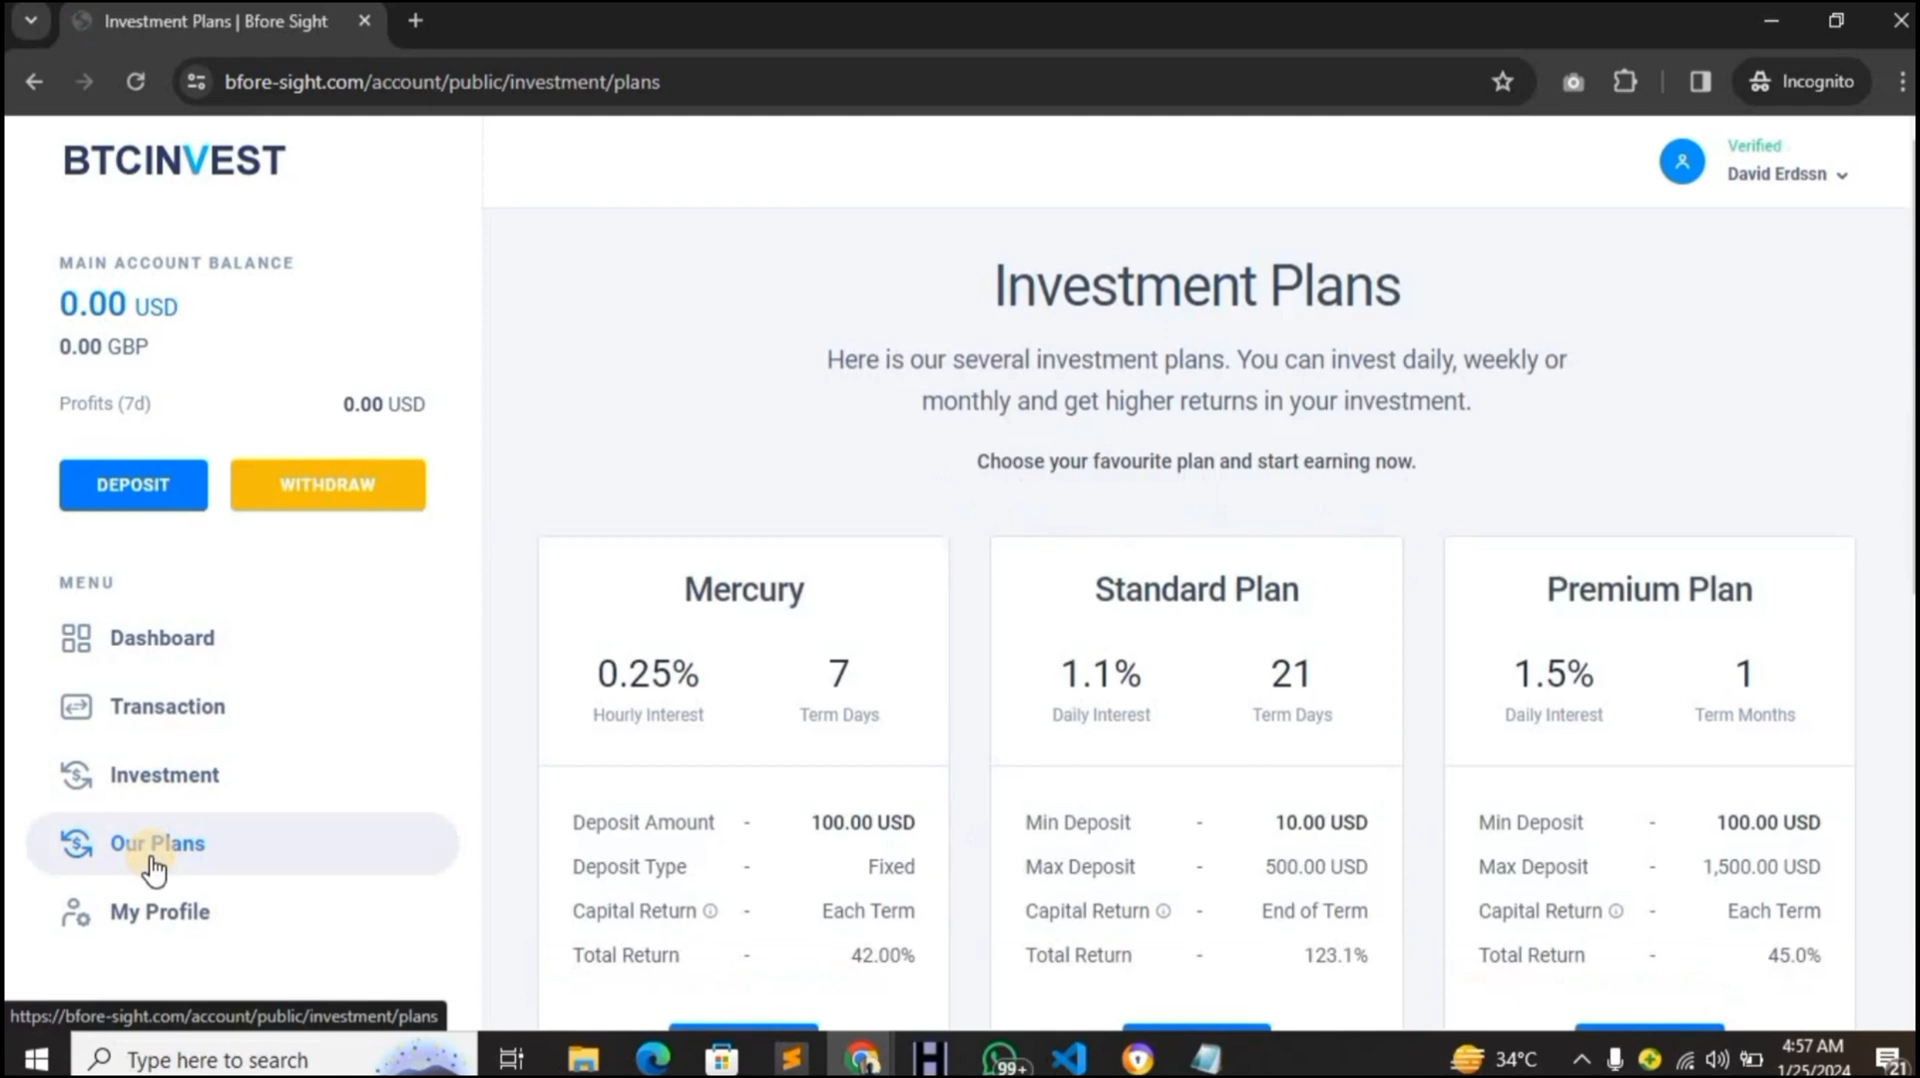 Investment Plans | Bfore Sight
bfore-sight.com/account/public/investment/plans
Incognito
BTCINVEST
Verified
David Erdssn
MAIN ACCOUNT BALANCE
0.00 USD
0.00 GBP
Profits (7d) 0.00 USD
DEPOSIT WITHDRAW
MENU
Dashboard
Transaction
Investment
Our Plans
My Profile
Investment Plans
Here is our several investment plans. You can invest daily, weekly or
monthly and get higher returns in your investment.
Choose your favourite plan and start earning now.
Mercury
0.25% 7
Hourly Interest Term Days
Deposit Amount - 100.00 USD
Deposit Type - Fixed
Capital Return - Each Term
Total Return - 42.00%
Standard Plan
1.1% 21
Daily Interest Term Days
Min Deposit - 10.00 USD
Max Deposit - 500.00 USD
Capital Return - End of Term
Total Return - 123.1%
Premium Plan
1.5% 1
Daily Interest Term Months
Min Deposit - 100.00 USD
Max Deposit - 1,500.00 USD
Capital Return - Each Term
Total Return - 45.0%
https://bfore-sight.com/account/public/investment/plans
Type here to search
99+
34°C
4:57 AM
1/25/2024
21